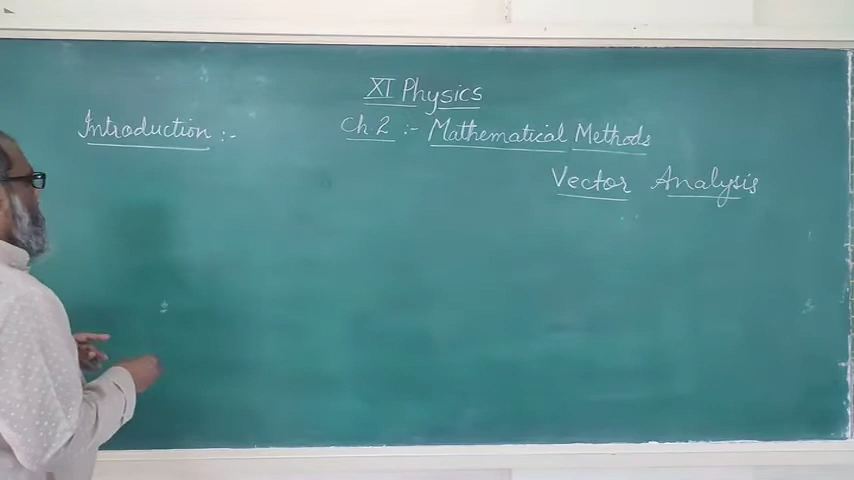 XI Physics
Introduction :-
Ch 2 :- Mathematical Methods
Vector Analysis